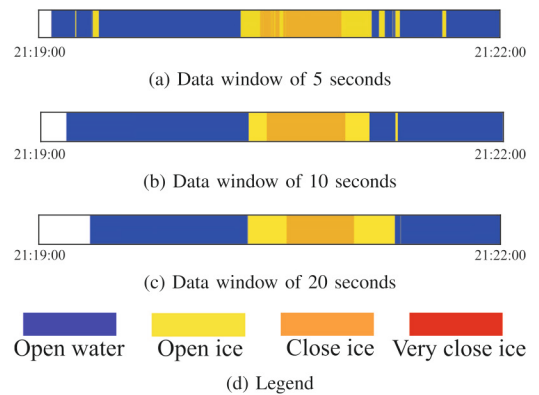 21:19:00 21:22:00
(a) Data window of 5 seconds
21:19:00 21:22:00
(b) Data window of 10 seconds
21:19:00 21:22:00
(c) Data window of 20 seconds
Open water Open ice Close ice Very close ice
(d) Legend